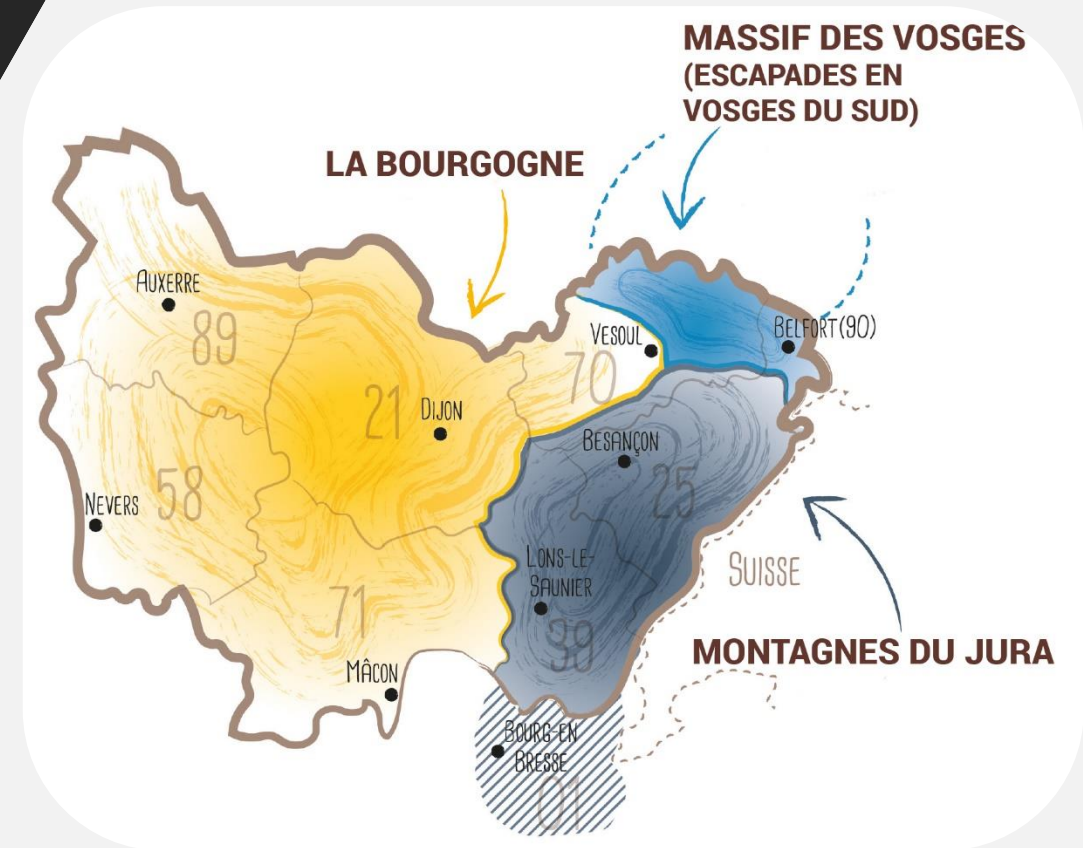 MASSIF DES VOSGES
(ESCAPADES EN
VOSGES DU SUD)
LA BOURGOGNE
AUXERRE
89
VESOUL
BELFORT(90)
70
21
DIJON
BESANÇON
25
58
NEVERS
LONS-LE-
SAUNIER
SUISSE
71
39
MONTAGNES DU JURA
MÂCON
BOURG-EN
BRESSE
01